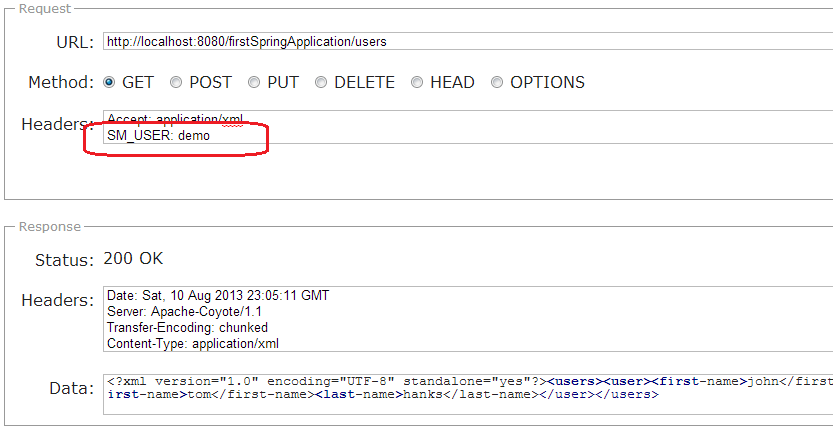 Request
URL: http://localhost:8080/firstSpringApplication/users
Method: GET POST PUT DELETE HEAD OPTIONS
Headers: Accept: application/xml
SM_USER: demo
Response
Status: 200 OK
Headers: Date: Sat, 10 Aug 2013 23:05:11 GMT
Server: Apache-Coyote/1.1
Transfer-Encoding: chunked
Content-Type: application/xml
Data: <?xml version="1.0" encoding="UTF-8" standalone="yes"?><users><user><first-name>john</first
irst-name>tom</first-name><last-name>hanks</last-name></user></users>